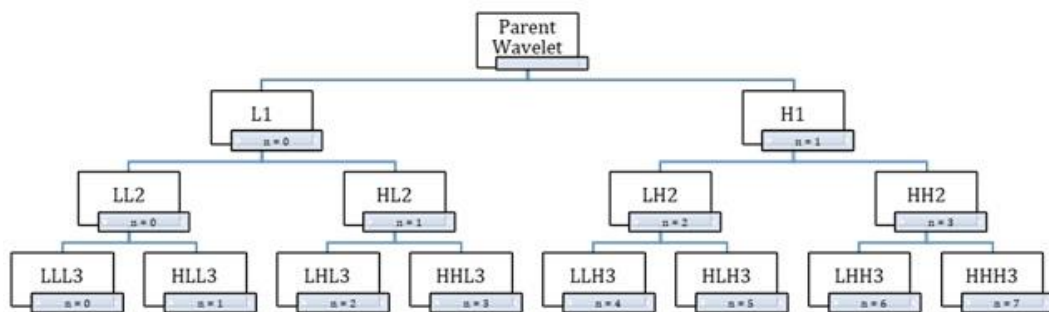 Parent
Wavelet
L1
n = 0
H1
n = 1
LL2
n = 0
HL2
n = 1
LH2
n = 2
HH2
n = 3
LLL3
n = 0
HLL3
n = 1
LHL3
n = 2
HHL3
n = 3
LLH3
n = 4
HLH3
n = 5
LHH3
n = 6
HHH3
n = 7